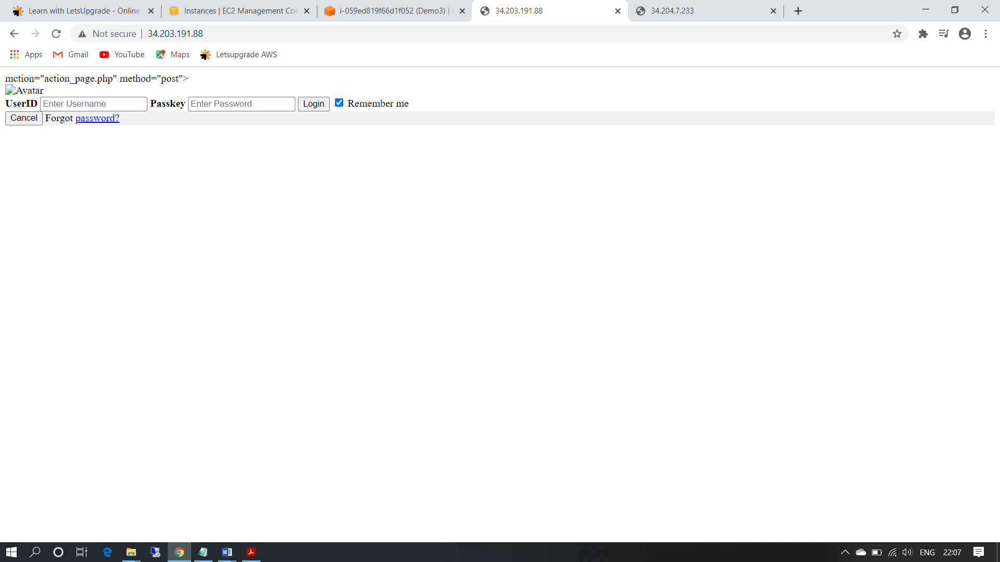 Learn with LetsUpgrade - Online
Instances | EC2 Management Con
i-059ed819f66d1f052 (Demo3) | E
34.203.191.88
34.204.7.233
Not secure | 34.203.191.88
Apps
Gmail
YouTube
Maps
Letsupgrade AWS
mction="action_page.php" method="post">
Avatar
UserID Enter Username Passkey Enter Password Login Remember me
Cancel Forgot password?
ENG 22:07